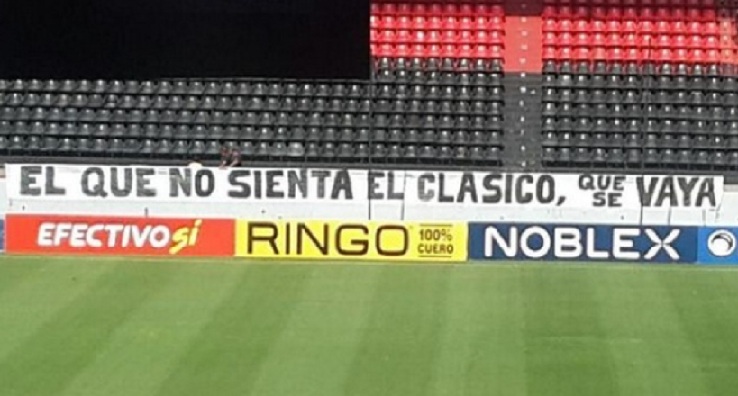 EL QUE NO SIENTA EL CLASICO, QUE SE VAYA
EFECTIVO SÍ
RINGO 100% CUERO
NOBLEX